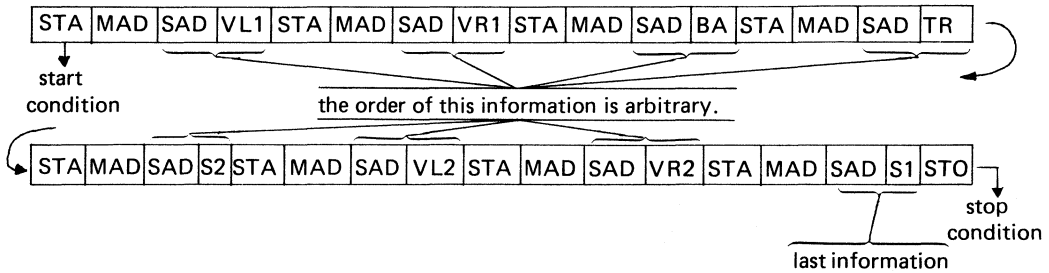 STA MAD SAD VL1 STA MAD SAD VR1 STA MAD SAD BA STA MAD SAD TR
start
condition
the order of this information is arbitrary.
STA MAD SAD S2 STA MAD SAD VL2 STA MAD SAD VR2 STA MAD SAD S1 STO
stop
condition
last information